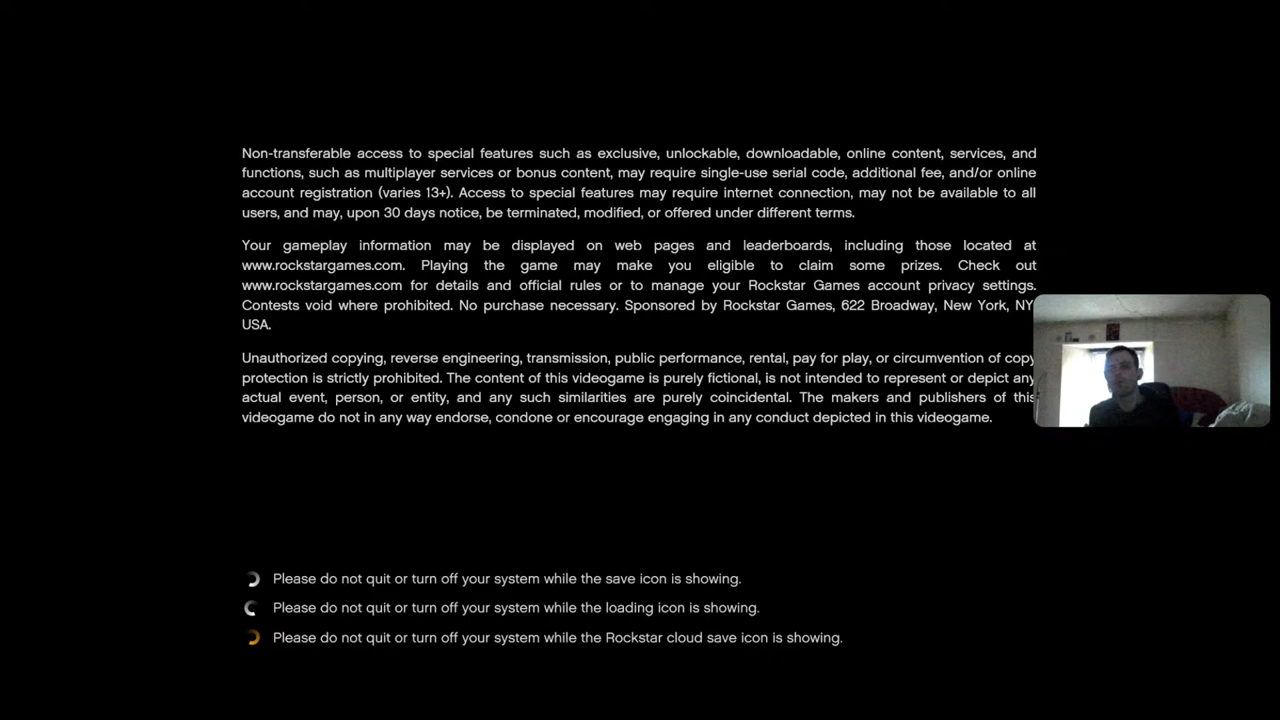 Non-transferable access to special features such as exclusive, unlockable, downloadable, online content, services, and
functions, such as multiplayer services or bonus content, may require single-use serial code, additional fee, and/or online
account registration (varies 13+). Access to special features may require internet connection, may not be available to all
users, and may, upon 30 days notice, be terminated, modified, or offered under different terms.
Your gameplay information may be displayed on web pages and leaderboards, including those located at
www.rockstargames.com. Playing the game may make you eligible to claim some prizes. Check out
www.rockstargames.com for details and official rules or to manage your Rockstar Games account privacy settings.
Contests void where prohibited. No purchase necessary. Sponsored by Rockstar Games, 622 Broadway, New York, NY
USA.
Unauthorized copying, reverse engineering, transmission, public performance, rental, pay for play, or circumvention of copy
protection is strictly prohibited. The content of this videogame is purely fictional, is not intended to represent or depict any
actual event, person, or entity, and any such similarities are purely coincidental. The makers and publishers of this
videogame do not in any way endorse, condone or encourage engaging in any conduct depicted in this videogame.
Please do not quit or turn off your system while the save icon is showing.
Please do not quit or turn off your system while the loading icon is showing.
Please do not quit or turn off your system while the Rockstar cloud save icon is showing.